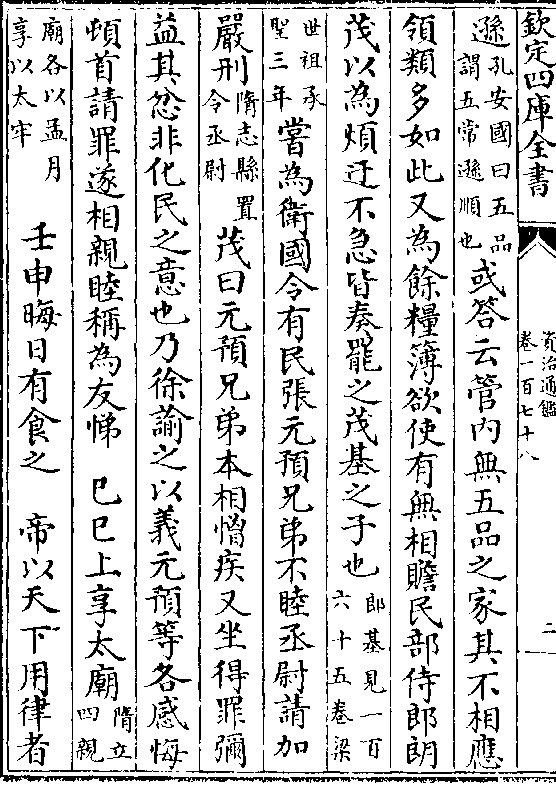 欽定四庫全書
資治通鑑
卷一百七十八
二
遜孔安國曰五品謂五常遜順也或答云管内無五品之家其不相應
領類多如此又為餘糧簿欲使有無相贍民部侍郎朗
茂以為煩迂不急皆奏罷之茂基之子也郎基見一百六十五卷梁
世祖承聖三年嘗為衛國令有民張元預兄弟不睦丞尉請加
嚴刑隋志縣置令丞尉茂曰元預兄弟本相憎疾又坐得罪彌
益其忿非化民之意也乃徐諭之以義元預等各感悔
頓首請罪遂相親睦稱為友悌 巳巳上享太廟隋立四親
廟各以孟月享以太牢 壬申晦日有食之 帝以天下用律者